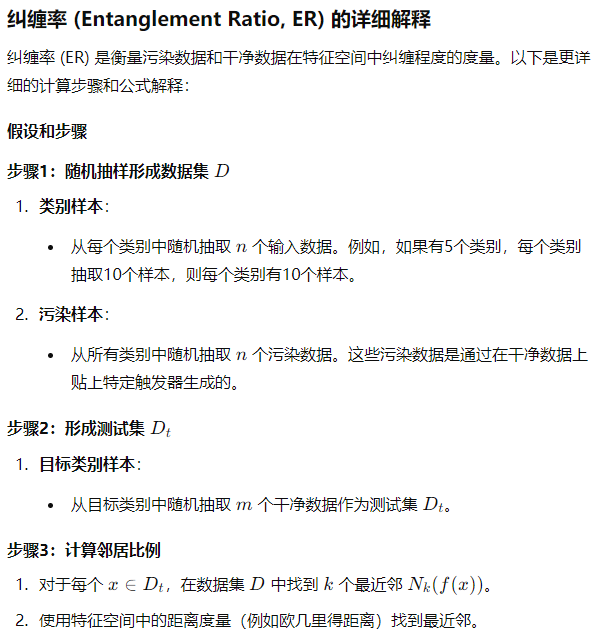 纠缠率 (Entanglement Ratio, ER) 的详细解释
纠缠率 (ER) 是衡量污染数据和干净数据在特征空间中纠缠程度的度量。以下是更详
细的计算步骤和公式解释：
假设和步骤
步骤1：随机抽样形成数据集 D
1. 类别样本：
• 从每个类别中随机抽取 n 个输入数据。例如，如果有5个类别，每个类别
抽取10个样本，则每个类别有10个样本。
2. 污染样本：
• 从所有类别中随机抽取 n 个污染数据。这些污染数据是通过在干净数据上
贴上特定触发器生成的。
步骤2：形成测试集 D_t
1. 目标类别样本：
• 从目标类别中随机抽取 m 个干净数据作为测试集 D_t。
步骤3：计算邻居比例
1. 对于每个 x ∈ D_t，在数据集 D 中找到 k 个最近邻 N_k(f(x))。
2. 使用特征空间中的距离度量（例如欧几里得距离）找到最近邻。